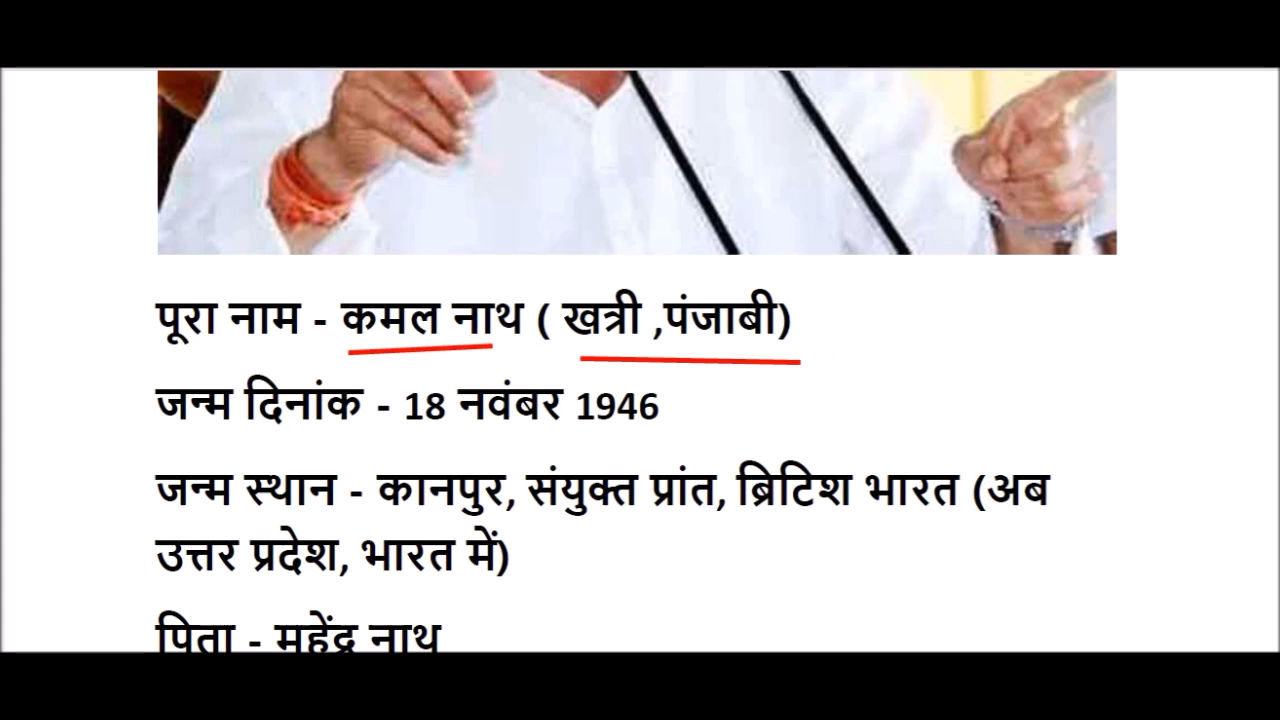 पूरा नाम - कमल नाथ ( खत्री ,पंजाबी)
जन्म दिनांक - 18 नवंबर 1946
जन्म स्थान - कानपुर, संयुक्त प्रांत, ब्रिटिश भारत (अब
उत्तर प्रदेश, भारत में)
पिता - महेंद्र नाथ